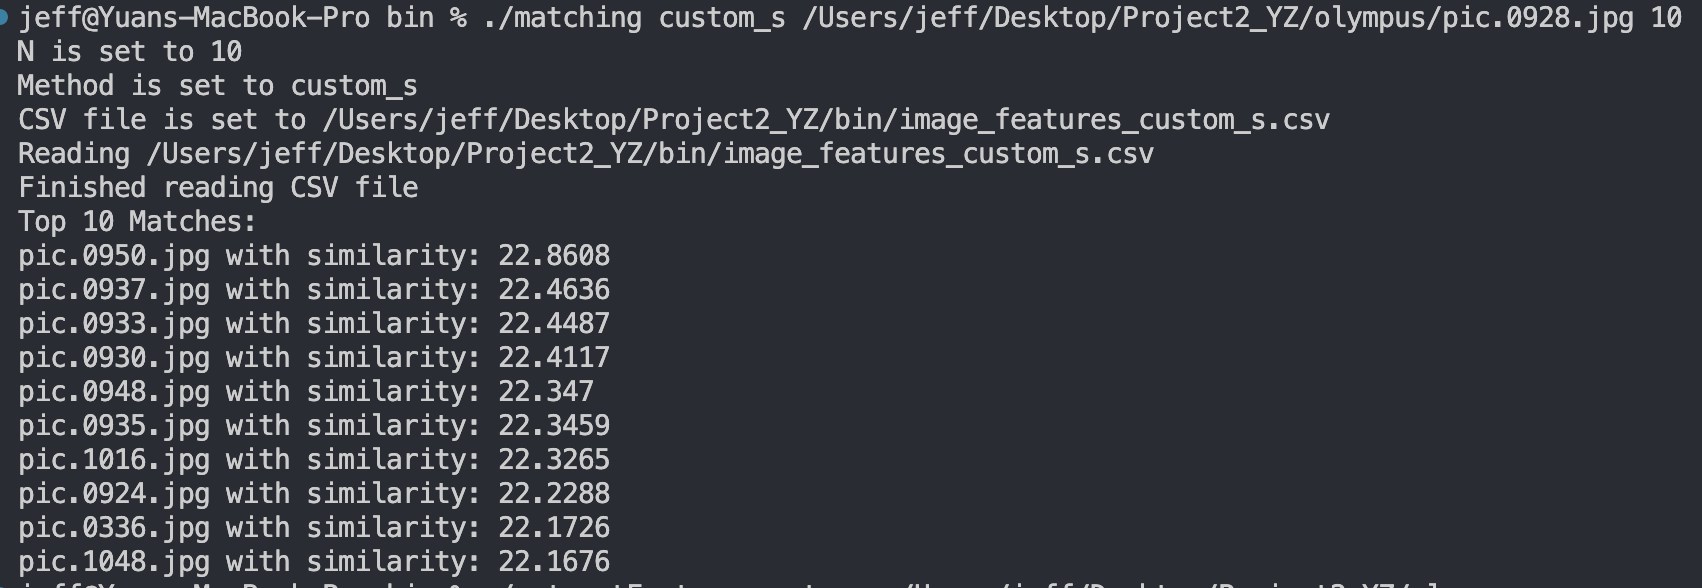 jeff@Yuans-MacBook-Pro bin % ./matching custom_s /Users/jeff/Desktop/Project2_YZ/olympus/pic.0928.jpg 10
N is set to 10
Method is set to custom_s
CSV file is set to /Users/jeff/Desktop/Project2_YZ/bin/image_features_custom_s.csv
Reading /Users/jeff/Desktop/Project2_YZ/bin/image_features_custom_s.csv
Finished reading CSV file
Top 10 Matches:
pic.0950.jpg with similarity: 22.8608
pic.0937.jpg with similarity: 22.4636
pic.0933.jpg with similarity: 22.4487
pic.0930.jpg with similarity: 22.4117
pic.0948.jpg with similarity: 22.347
pic.0935.jpg with similarity: 22.3459
pic.1016.jpg with similarity: 22.3265
pic.0924.jpg with similarity: 22.2288
pic.0336.jpg with similarity: 22.1726
pic.1048.jpg with similarity: 22.1676